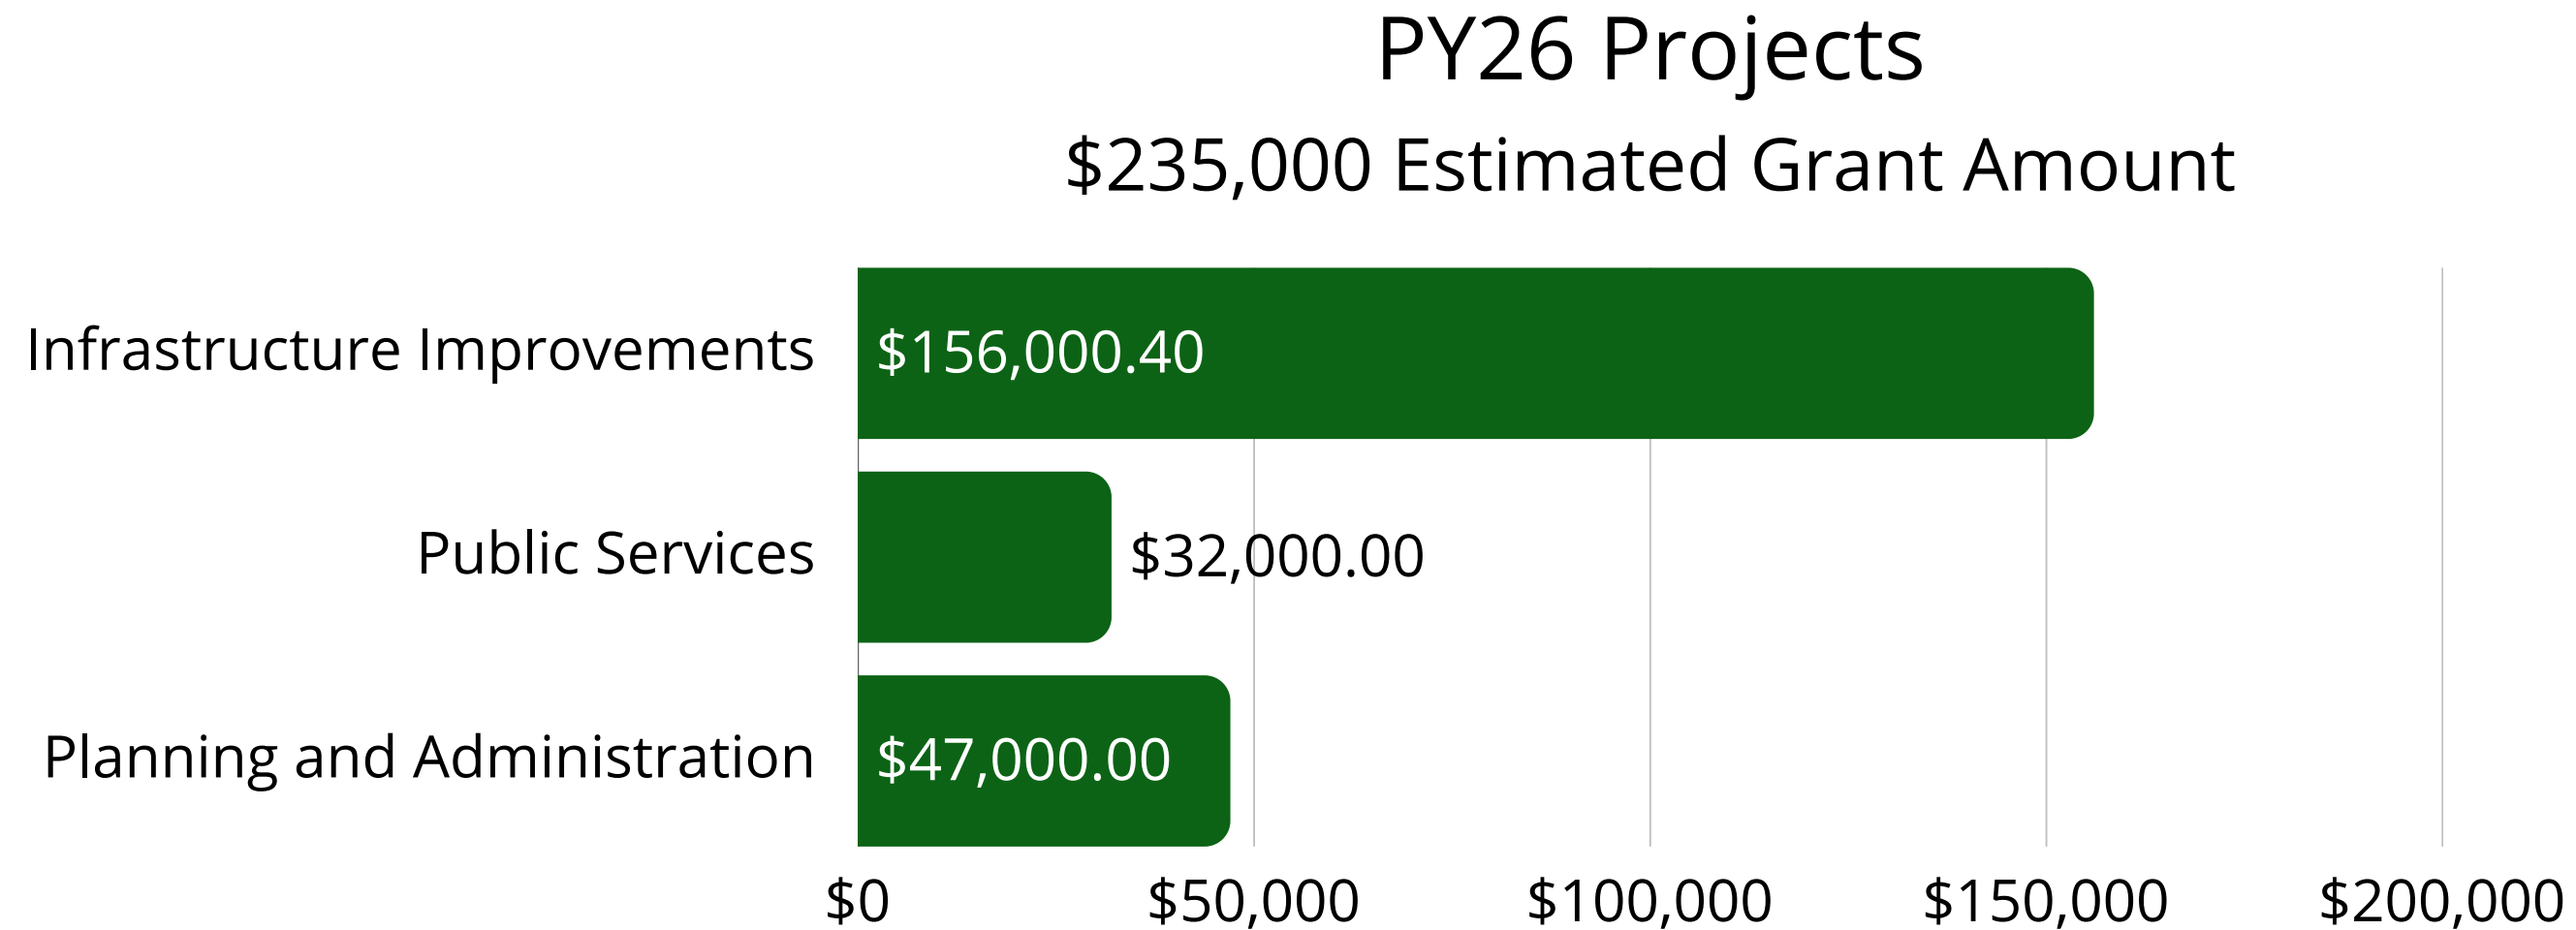 PY26 Projects
$235,000 Estimated Grant Amount
Infrastructure Improvements
$156,000.40
Public Services
$32,000.00
Planning and Administration
$47,000.00
$0
$50,000
$100,000
$150,000
$200,000